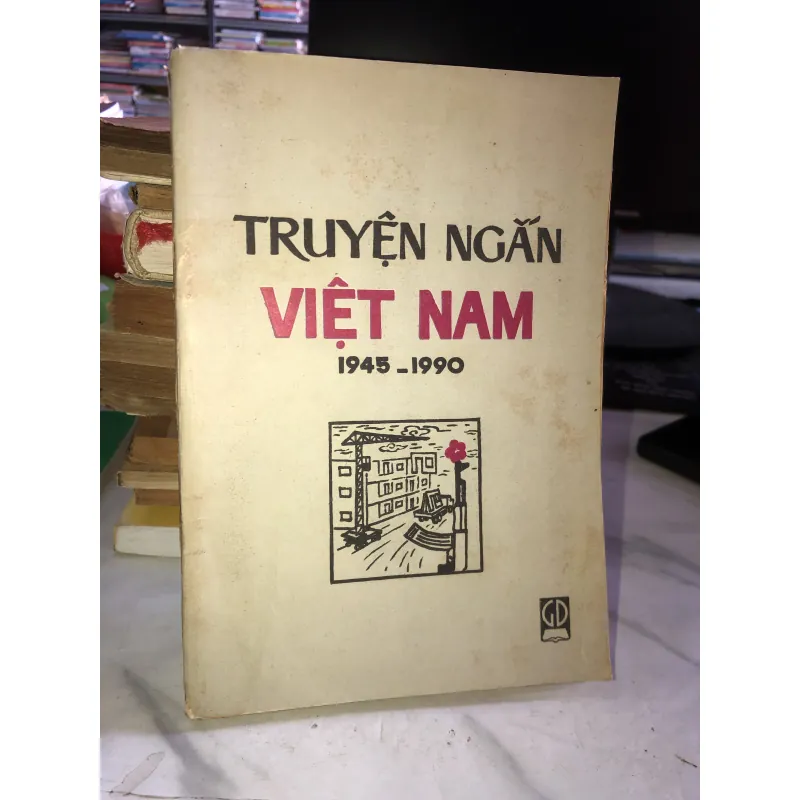 TRUYỆN NGẮN
VIỆT NAM
1945-1990
GD